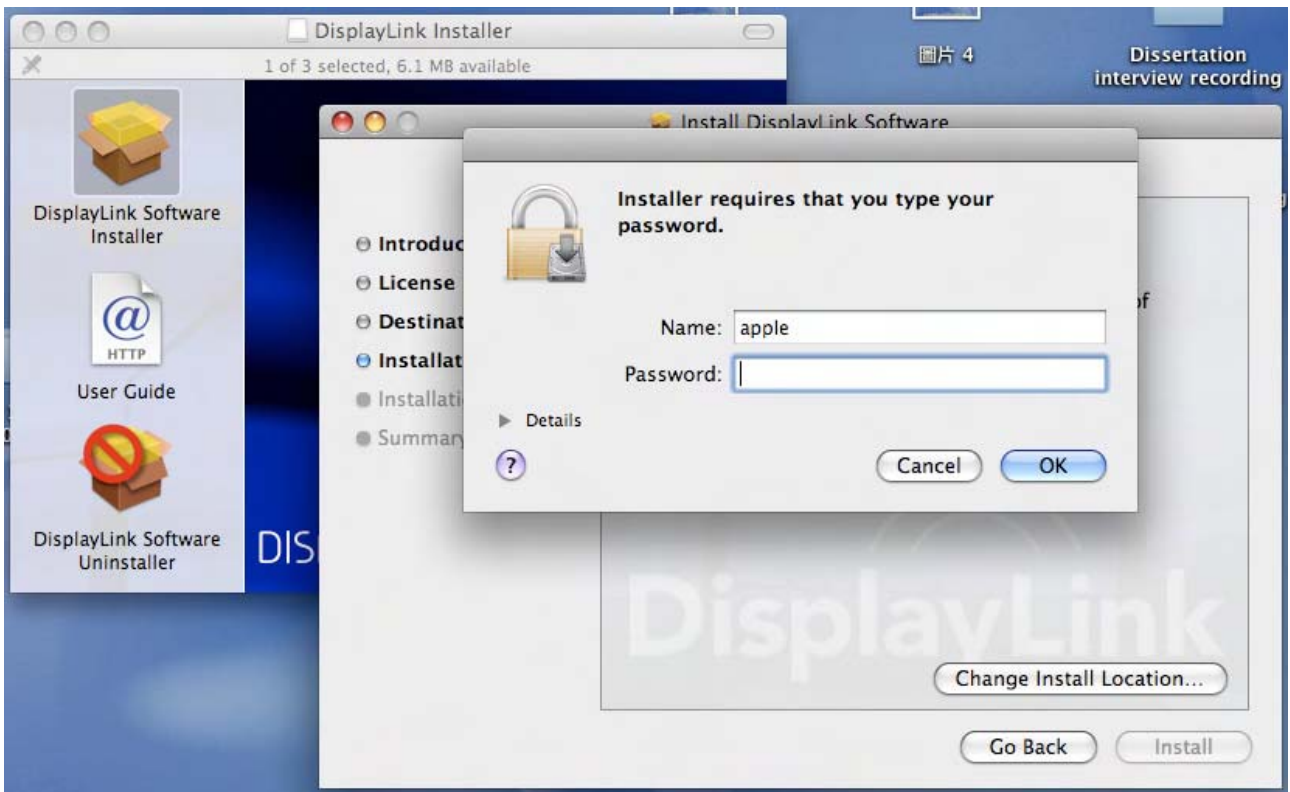 DisplayLink Installer
1 of 3 selected, 6.1 MB available
DisplayLink Software
Installer
HTTP
User Guide
DisplayLink Software
Uninstaller
DIS
圖片 4
Dissertation
interview recording
Install DisplayLink Software
Introduc
License
Destinat
Installat
Installati
Summary
of
Installer requires that you type your
password.
Name: apple
Password:
Details
?
Cancel
OK
DisplayLink
Change Install Location...
Go Back
Install